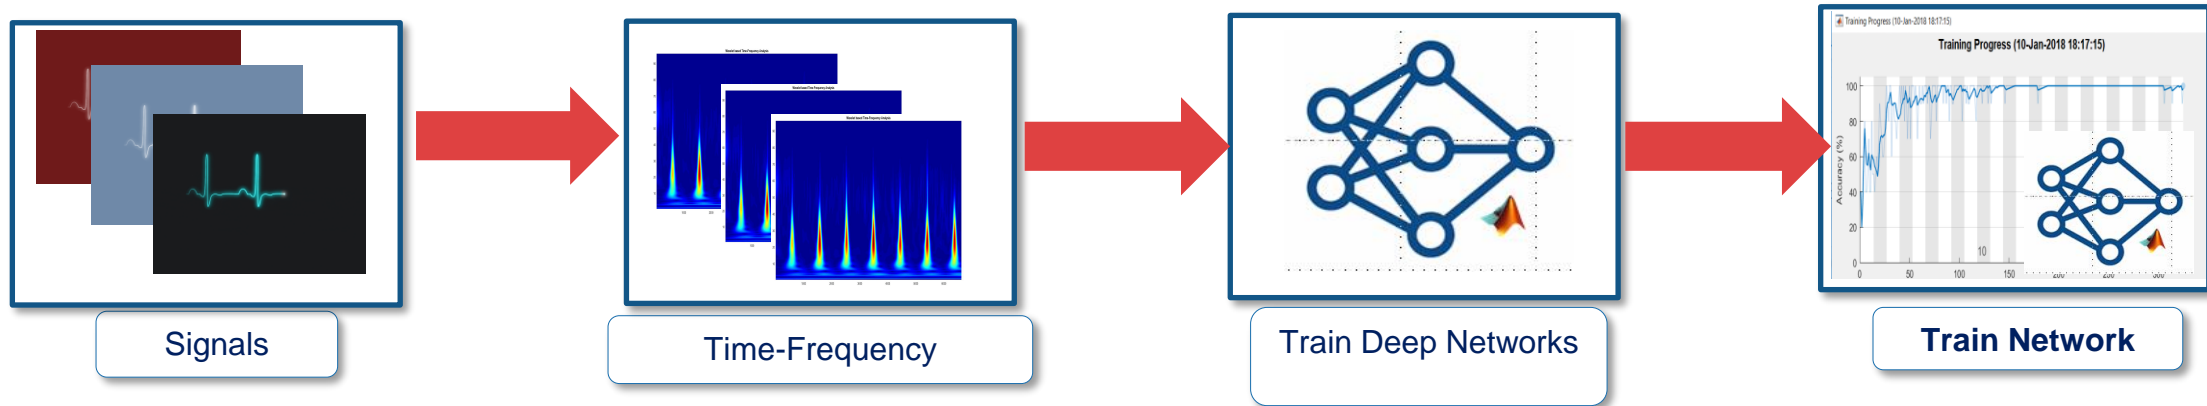 Signals
Time-Frequency
Train Deep Networks
Training Progress (10-Jan-2018 18:17:15)
Training Progress (10-Jan-2018 18:17:15)
Accuracy (%)
100
80
60
40
20
0
10
0 50 100 150
Train Network